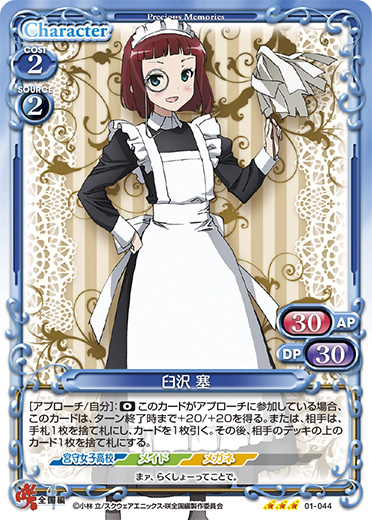 Precious Memories
Character
COST
2
SOURCE
2
30 AP
DP 30
臼沢 塞
[アプローチ/自分]:このカードがアプローチに参加している場合、
このカードは、ターン終了時まで+20/+20を得る。または、相手は、
手札1枚を捨て札にし、カードを1枚引く。その後、相手のデッキの上の
カード1枚を捨て札にする。
宮守女子高校 メイド メガネ
まァ、らくしょーってことで。
咲 全国編
©小林 立/スクウェアエニックス・咲全国編製作委員会
01-044